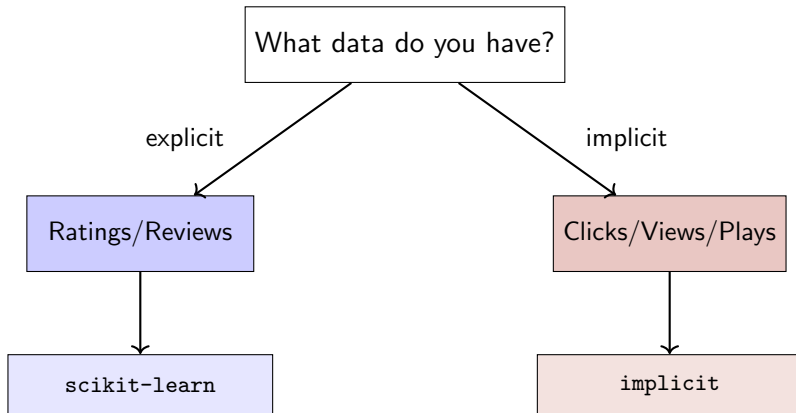 What data do you have?
explicit
implicit
Ratings/Reviews
Clicks/Views/Plays
scikit-learn
implicit